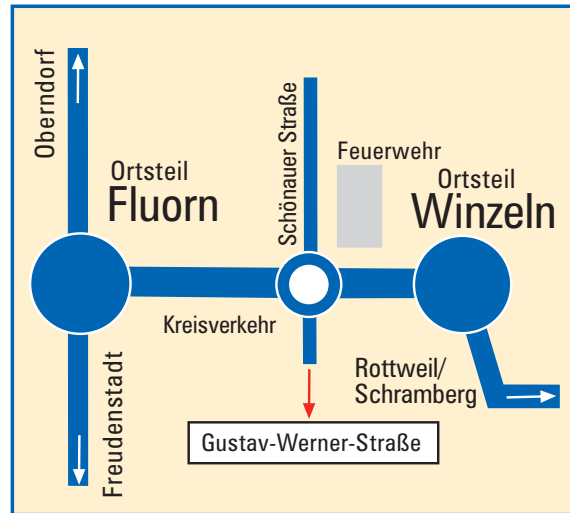 Oberndorf
Ortsteil
Fluorn
Schönauer Straße
Feuerwehr
Ortsteil
Winzeln
Kreisverkehr
Freudenstadt
Rottweil/
Schramberg
Gustav-Werner-Straße